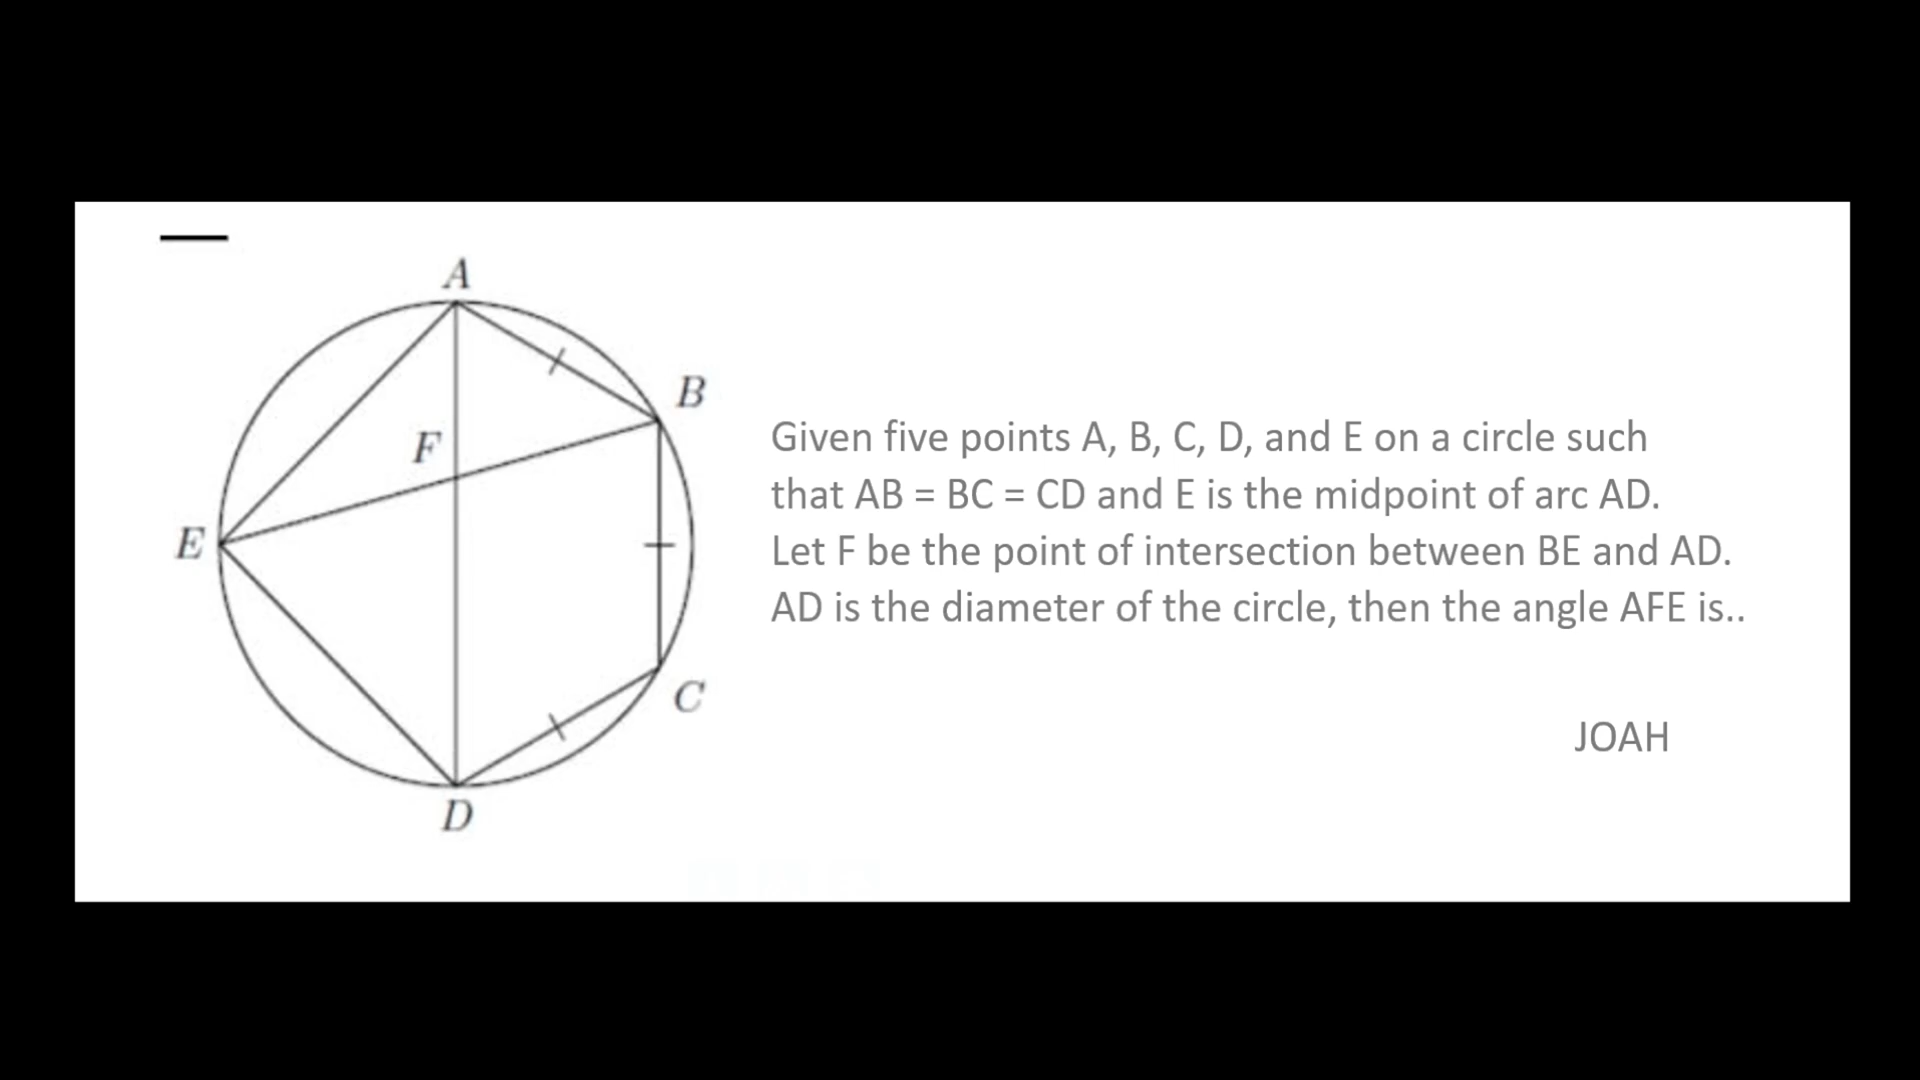 A
B
F
E
C
D
Given five points A, B, C, D, and E on a circle such
that AB = BC = CD and E is the midpoint of arc AD.
Let F be the point of intersection between BE and AD.
AD is the diameter of the circle, then the angle AFE is..
JOAH